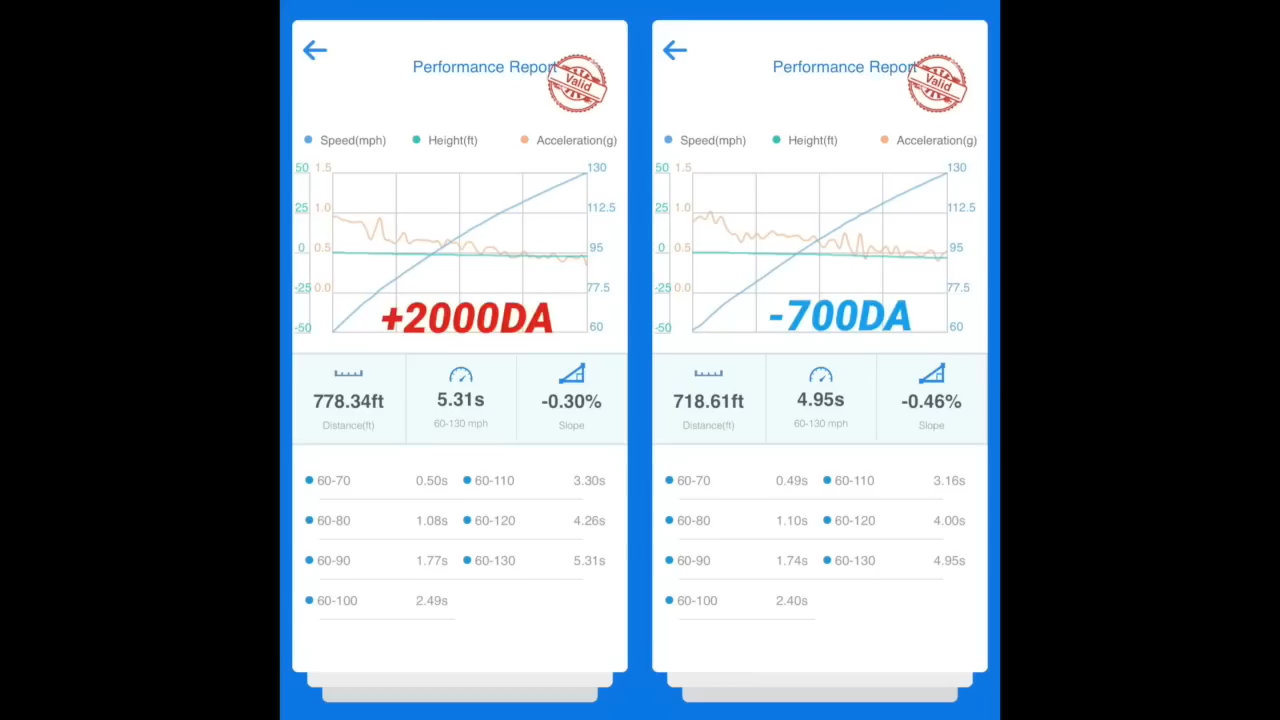 Performance Report
Valid
Speed(mph) Height(ft) Acceleration(g)
50 1.5 130
25 1.0 112.5
0 0.5 95
-25 0.0 77.5
-50 60
+2000DA
778.34ft 5.31s -0.30%
Distance(ft) 60-130 mph Slope
60-70 0.50s 60-110 3.30s
60-80 1.08s 60-120 4.26s
60-90 1.77s 60-130 5.31s
60-100 2.49s
Performance Report
Valid
Speed(mph) Height(ft) Acceleration(g)
50 1.5 130
25 1.0 112.5
0 0.5 95
-25 0.0 77.5
-50 60
-700DA
718.61ft 4.95s -0.46%
Distance(ft) 60-130 mph Slope
60-70 0.49s 60-110 3.16s
60-80 1.10s 60-120 4.00s
60-90 1.74s 60-130 4.95s
60-100 2.40s